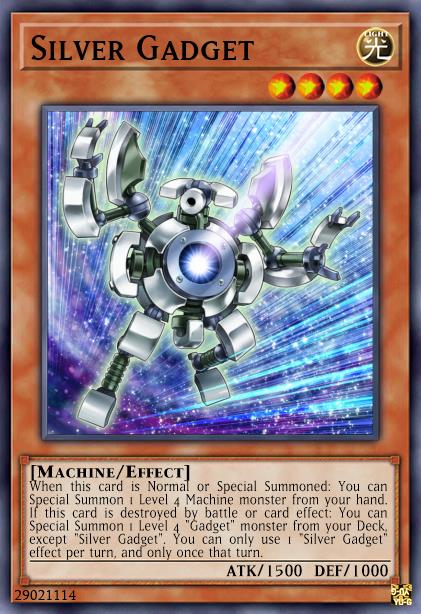 Silver Gadget
LIGHT
光
[Machine/Effect]
When this card is Normal or Special Summoned: You can
Special Summon 1 Level 4 Machine monster from your hand.
If this card is destroyed by battle or card effect: You can
Special Summon 1 Level 4 "Gadget" monster from your Deck,
except "Silver Gadget". You can only use 1 "Silver Gadget"
effect per turn, and only once that turn.
ATK/1500 DEF/1000
29021114